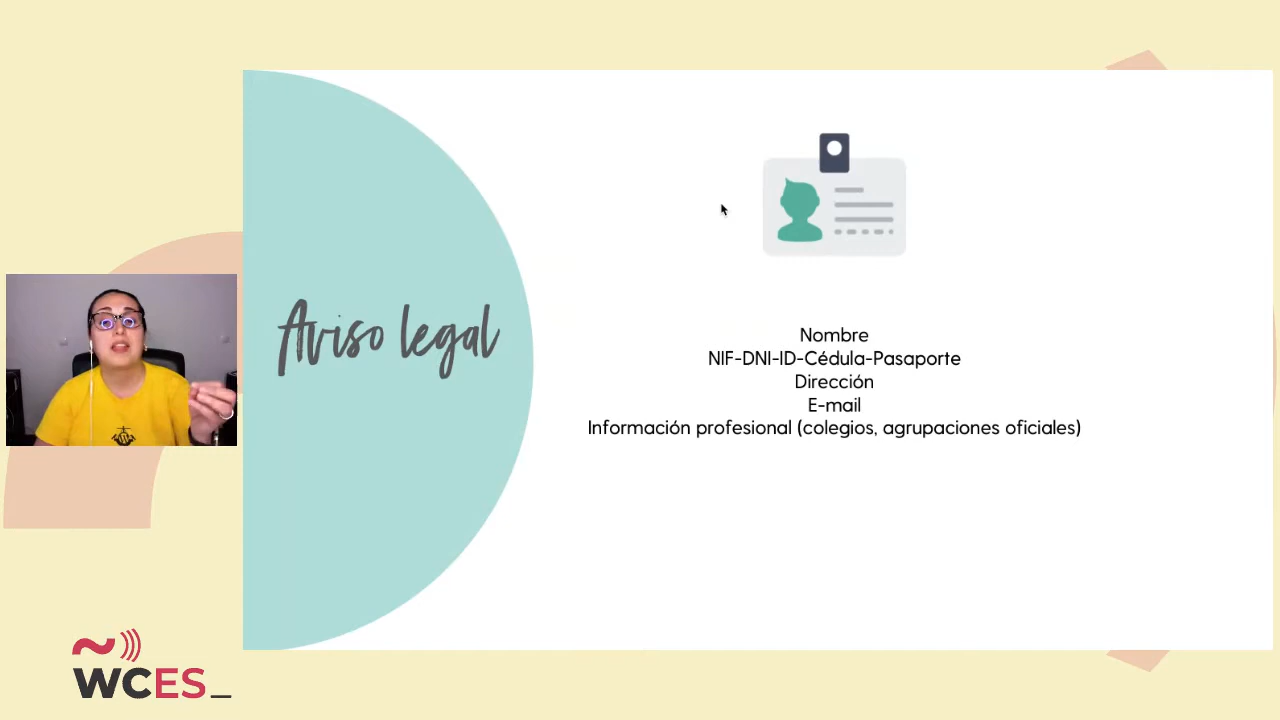 Aviso legal
Nombre
NIF-DNI-ID-Cédula-Pasaporte
Dirección
E-mail
Información profesional (colegios, agrupaciones oficiales)
WCES_